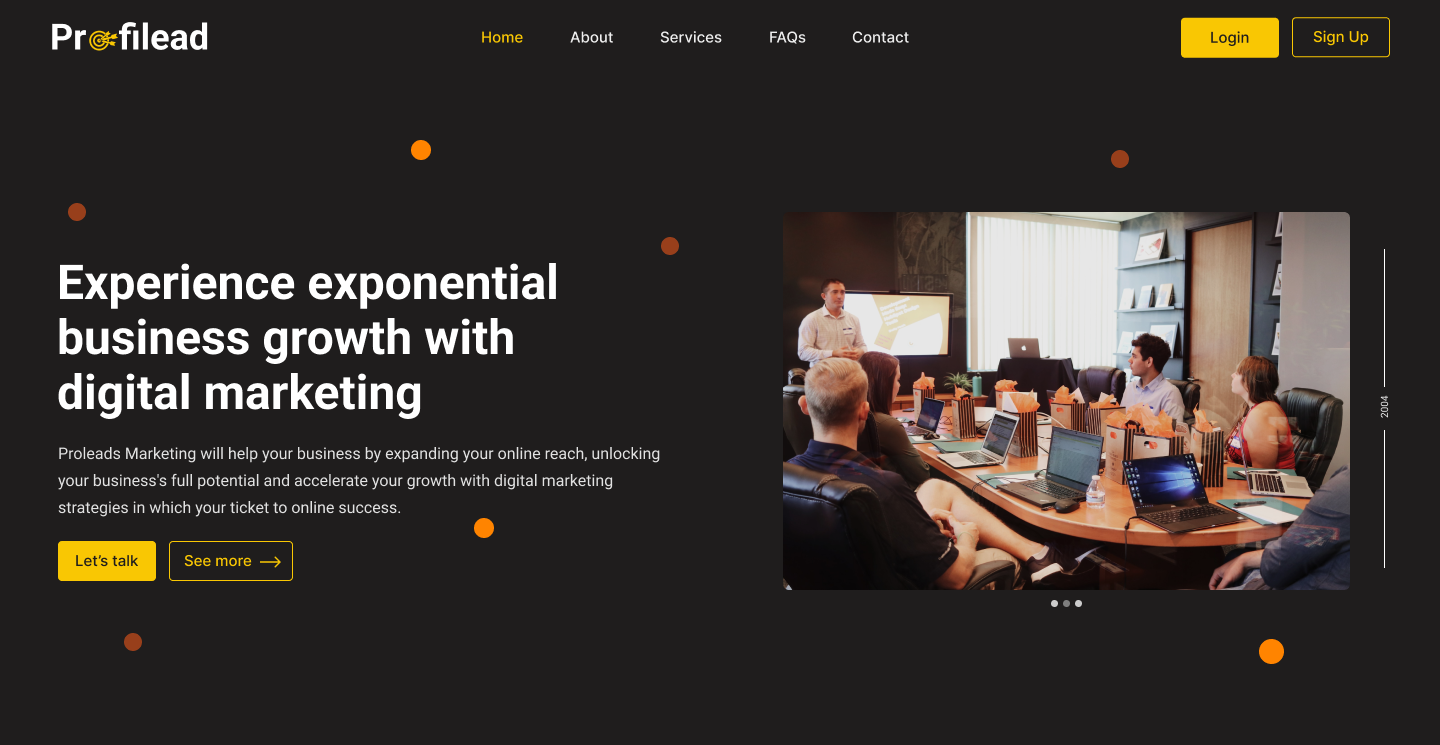 Profilead
Home
About
Services
FAQs
Contact
Login
Sign Up
Experience exponential
business growth with
digital marketing
Proleads Marketing will help your business by expanding your online reach, unlocking
your business's full potential and accelerate your growth with digital marketing
strategies in which your ticket to online success.
Let's talk
See more
2004